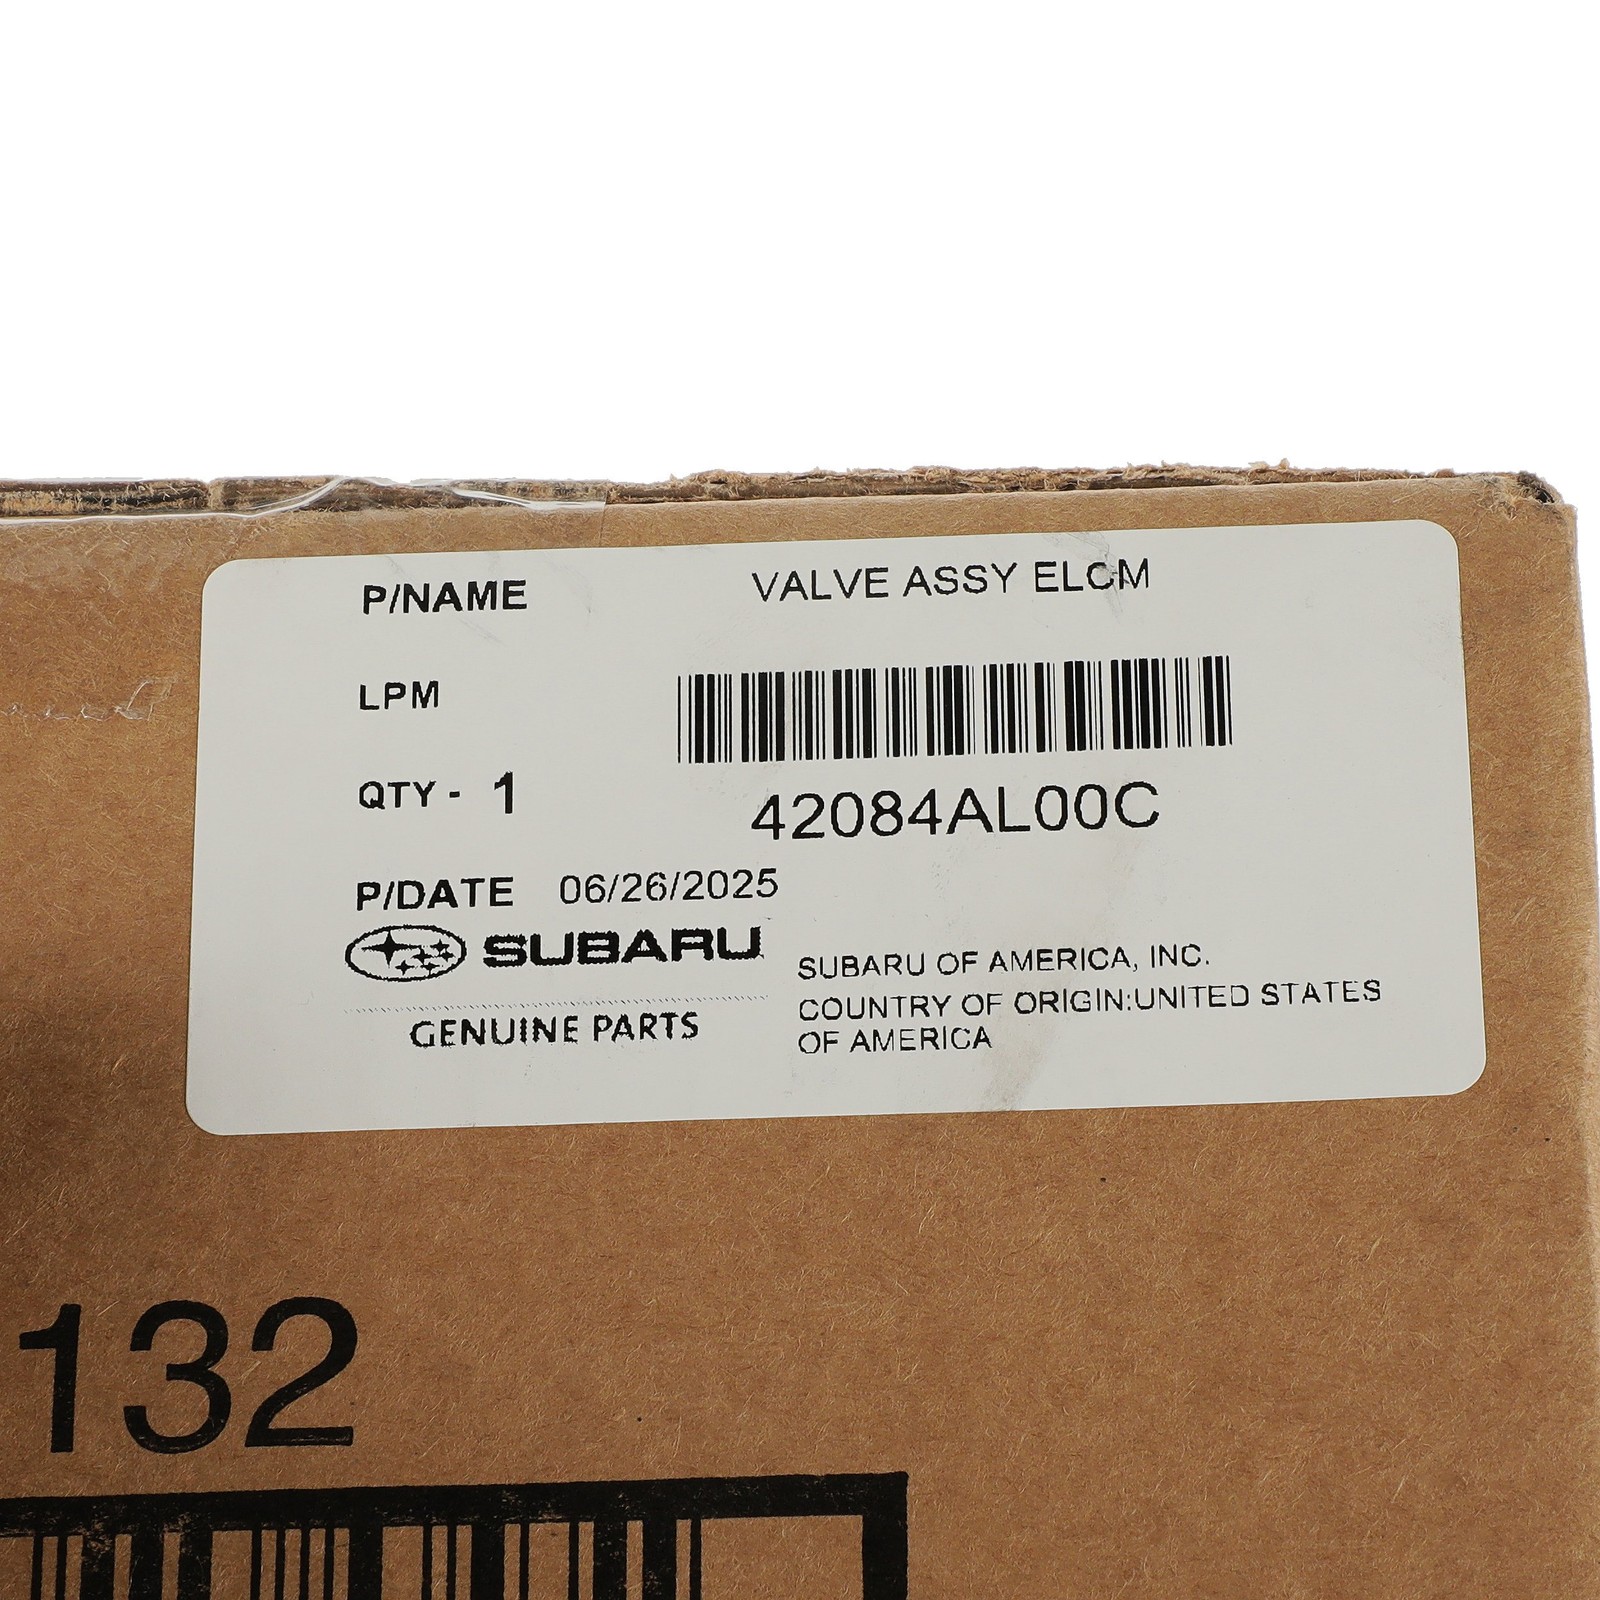 P/NAME VALVE ASSY ELCM
LPM
QTY - 1
42084AL00C
P/DATE 06/26/2025
SUBARU
GENUINE PARTS
SUBARU OF AMERICA, INC.
COUNTRY OF ORIGIN:UNITED STATES
OF AMERICA
132